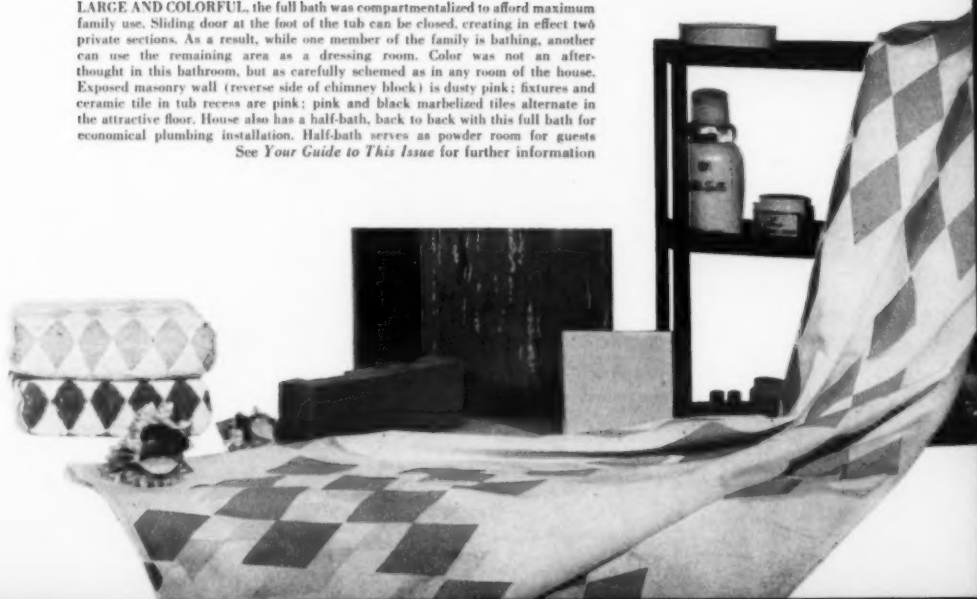 LARGE AND COLORFUL, the full bath was compartmentalized to afford maximum
family use. Sliding door at the foot of the tub can be closed, creating in effect two
private sections. As a result, while one member of the family is bathing, another
can use the remaining area as a dressing room. Color was not an after-
thought in this bathroom, but as carefully schemed as in any room of the house.
Exposed masonry wall (reverse side of chimney block) is dusty pink; fixtures and
ceramic tile in tub recess are pink; pink and black marbelized tiles alternate in
the attractive floor. House also has a half-bath, back to back with this full bath for
economical plumbing installation. Half-bath serves as powder room for guests
See Your Guide to This Issue for further information